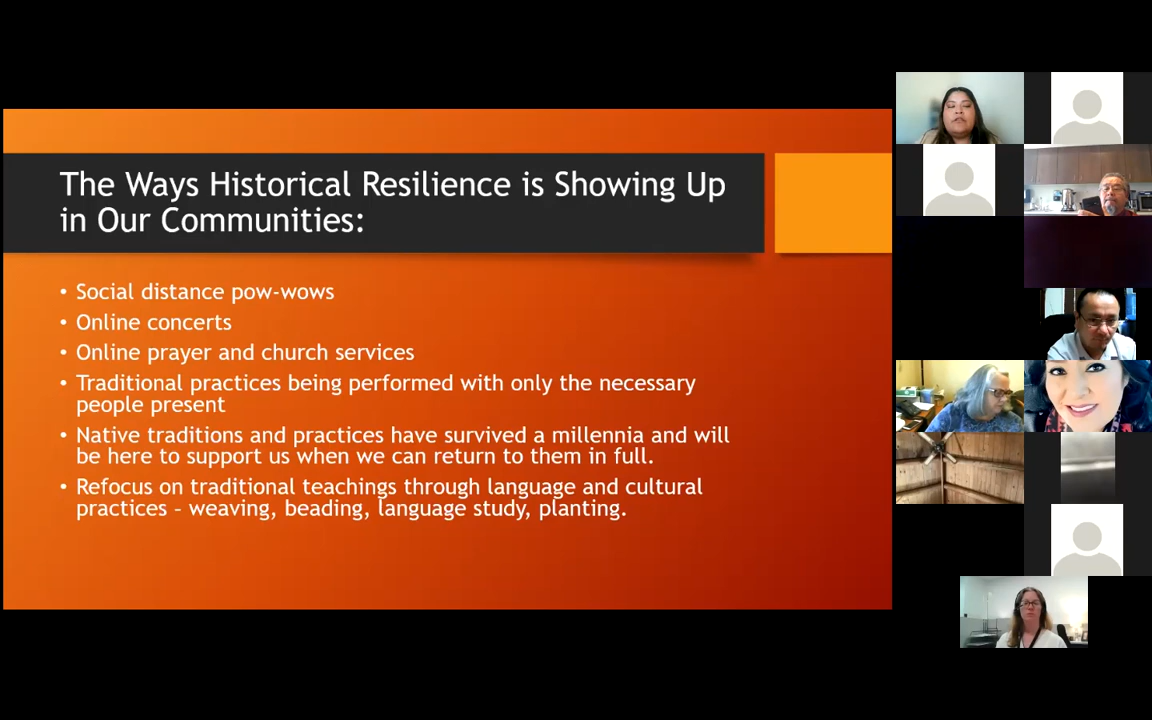 The Ways Historical Resilience is Showing Up
in Our Communities:
• Social distance pow-wows
• Online concerts
• Online prayer and church services
• Traditional practices being performed with only the necessary
people present
• Native traditions and practices have survived a millennia and will
be here to support us when we can return to them in full.
• Refocus on traditional teachings through language and cultural
practices – weaving, beading, language study, planting.